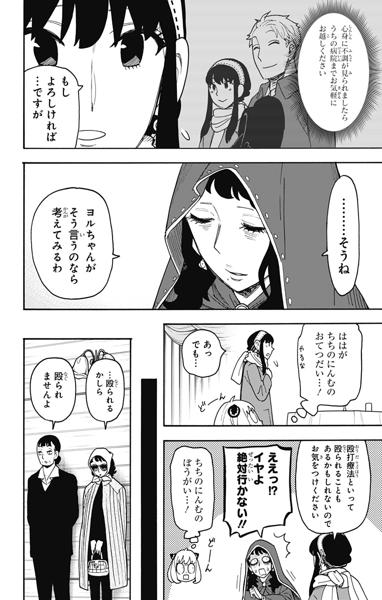 心身に不調が見られましたら
うちの病院までお気軽に
お越しください
もし
よろしければ
…ですが
………そうね
ヨルちゃんが
そう言うのなら
考えてみるわ
ははが
ちちのにんむの
おてつだい…！
あっ
でも…
殴打療法といって
殴られることも
あるかもしれないので
お気をつけください
ええっ!?
イヤよ
絶対行かない!!
ちちのにんむの
ぼうがい…！
…殴られる
かしら
殴られ
ませんよ